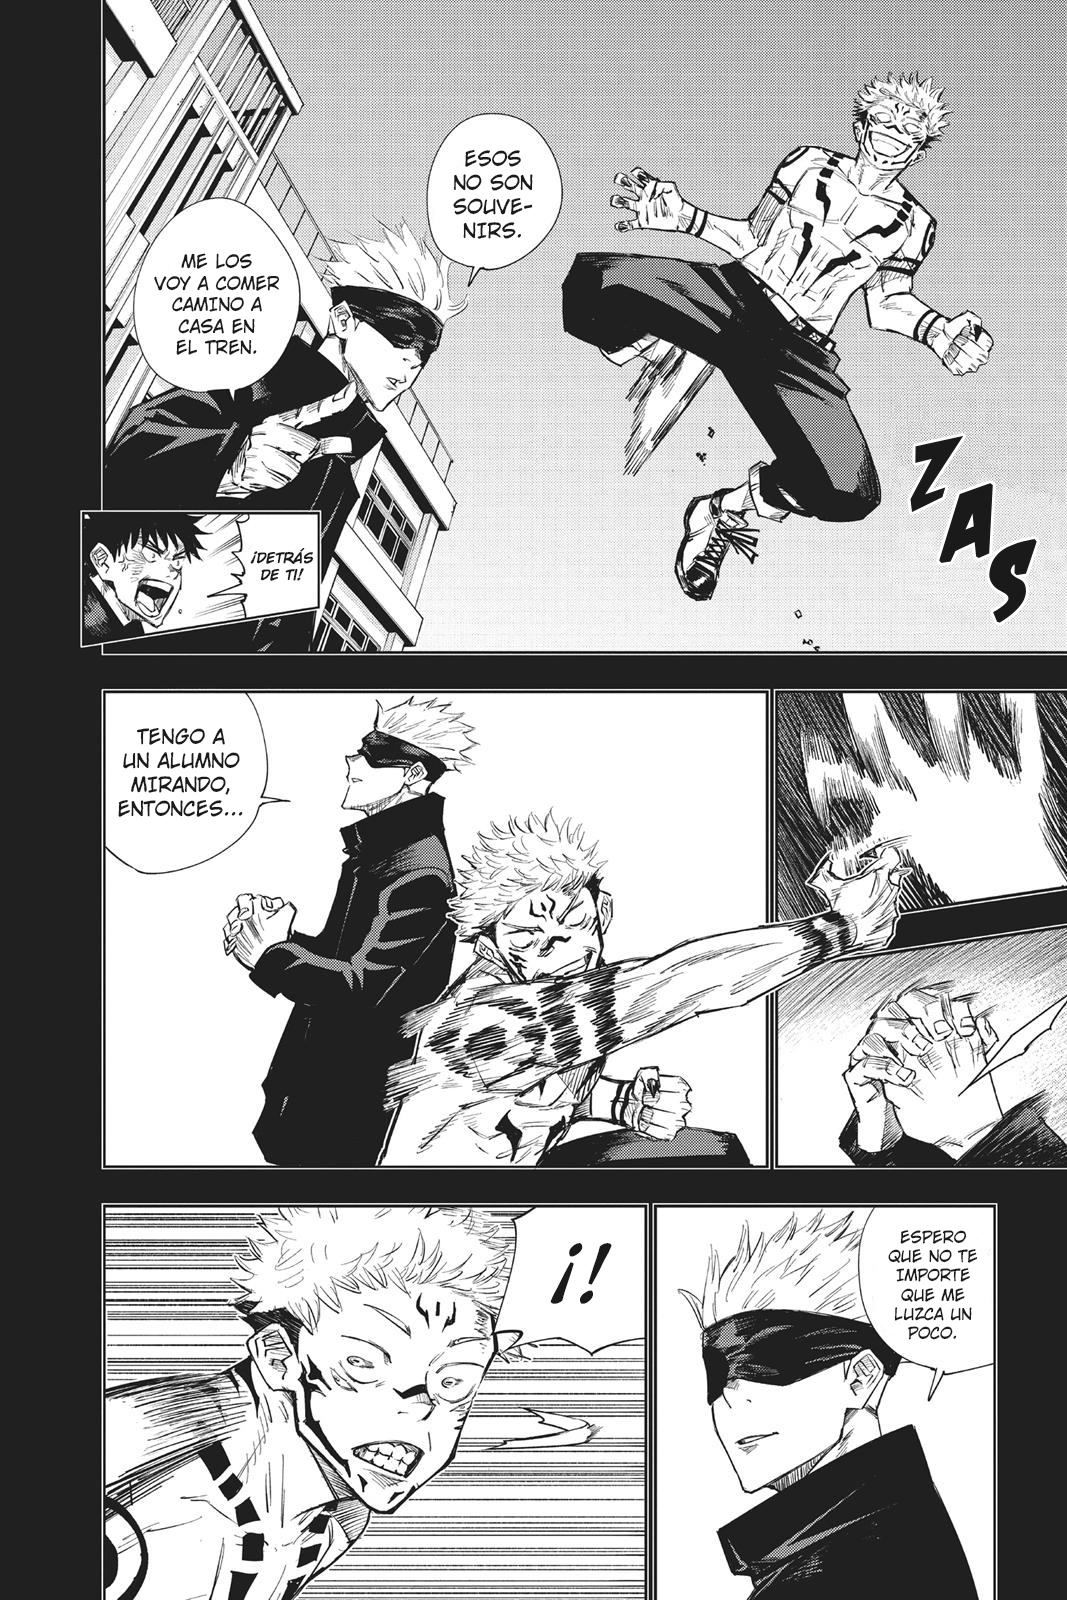 ESOS
NO SON
SOUVE-
NIRS.
ME LOS
VOY A COMER
CAMINO A
CASA EN
EL TREN.
ZAS
¡DETRÁS
DE TI!
TENGO A
UN ALUMNO
MIRANDO,
ENTONCES...
¡!
ESPERO
QUE NO TE
IMPORTE
QUE ME
LUZCA UN
POCO.